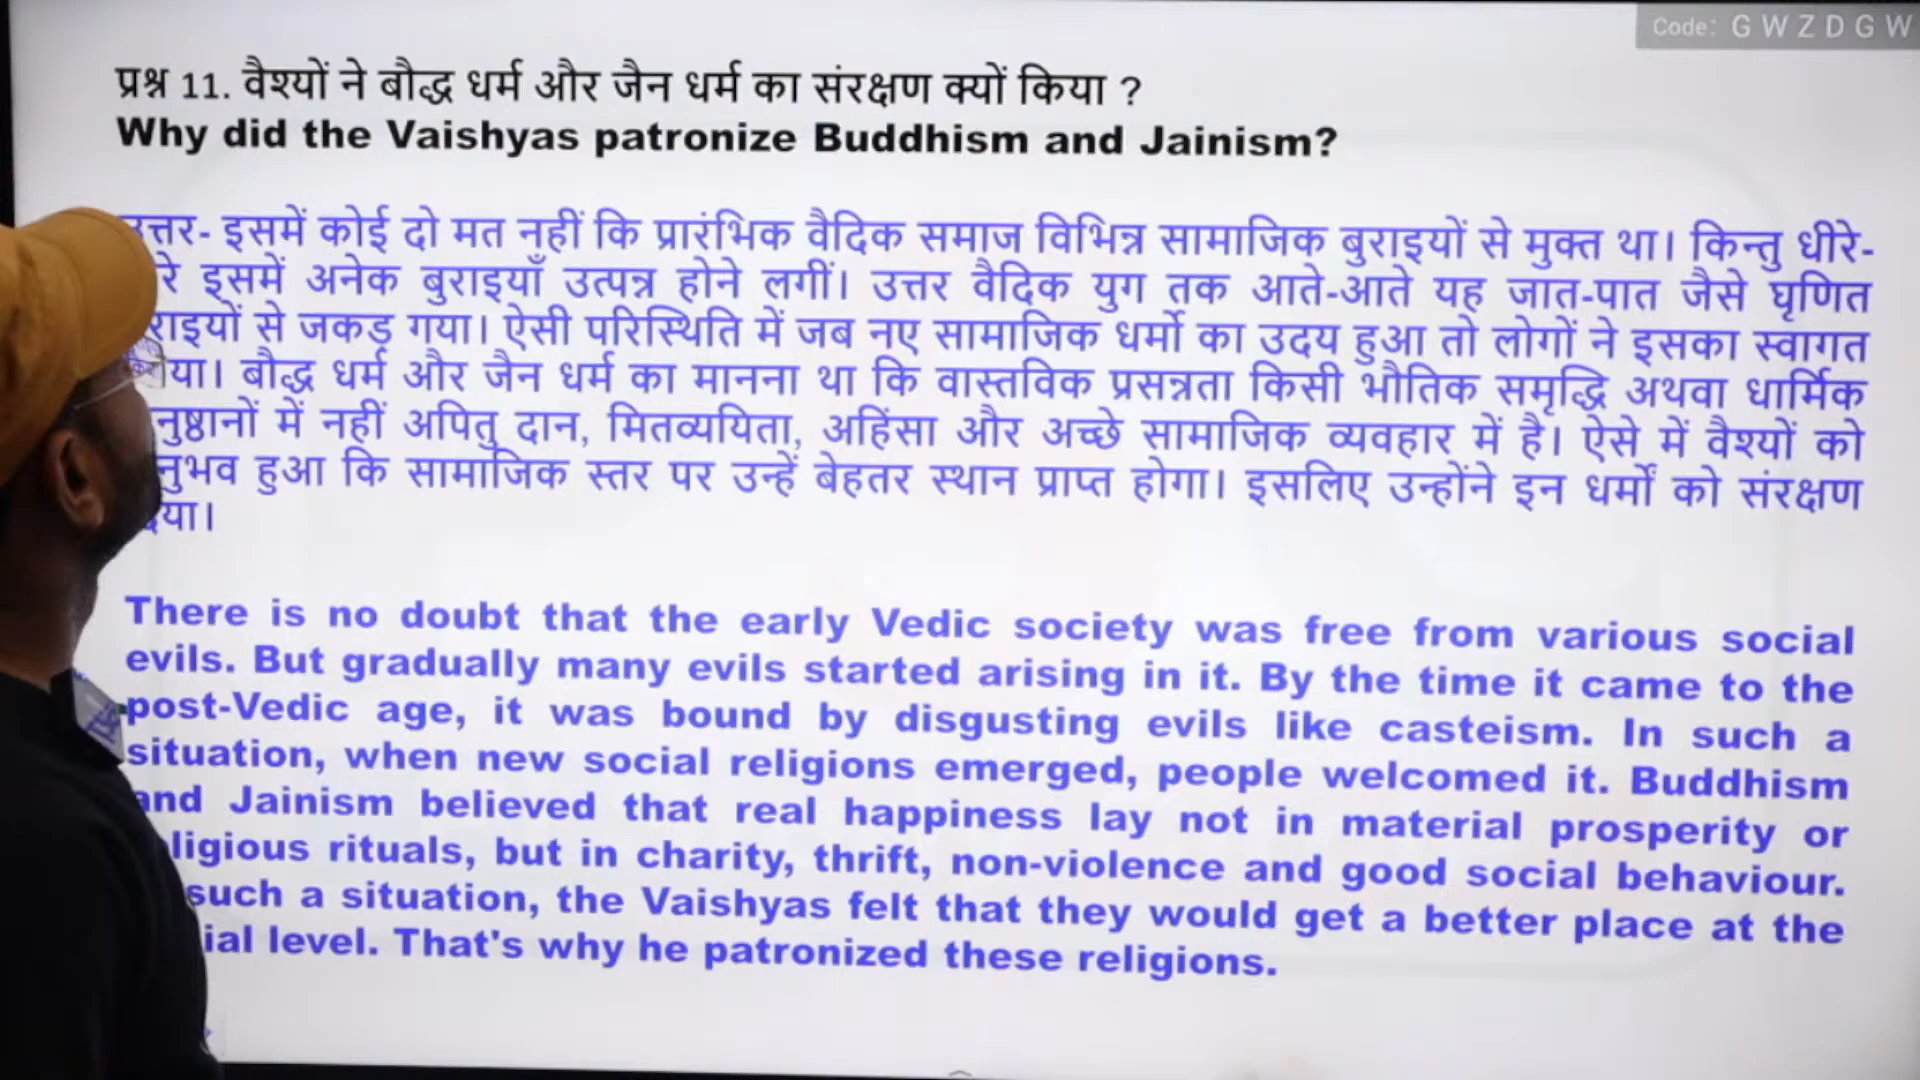 Code: G W Z D G W
प्रश्न 11. वैश्यों ने बौद्ध धर्म और जैन धर्म का संरक्षण क्यों किया ?
Why did the Vaishyas patronize Buddhism and Jainism?
उत्तर- इसमें कोई दो मत नहीं कि प्रारंभिक वैदिक समाज विभिन्न सामाजिक बुराइयों से मुक्त था। किन्तु धीरे-
रे इसमें अनेक बुराइयाँ उत्पन्न होने लगीं। उत्तर वैदिक युग तक आते-आते यह जात-पात जैसे घृणित
राइयों से जकड़ गया। ऐसी परिस्थिति में जब नए सामाजिक धर्मो का उदय हुआ तो लोगों ने इसका स्वागत
या। बौद्ध धर्म और जैन धर्म का मानना था कि वास्तविक प्रसन्नता किसी भौतिक समृद्धि अथवा धार्मिक
नुष्ठानों में नहीं अपितु दान, मितव्ययिता, अहिंसा और अच्छे सामाजिक व्यवहार में है। ऐसे में वैश्यों को
नुभव हुआ कि सामाजिक स्तर पर उन्हें बेहतर स्थान प्राप्त होगा। इसलिए उन्होंने इन धर्मों को संरक्षण
दिया।
There is no doubt that the early Vedic society was free from various social
evils. But gradually many evils started arising in it. By the time it came to the
post-Vedic age, it was bound by disgusting evils like casteism. In such a
situation, when new social religions emerged, people welcomed it. Buddhism
and Jainism believed that real happiness lay not in material prosperity or
ligious rituals, but in charity, thrift, non-violence and good social behaviour.
such a situation, the Vaishyas felt that they would get a better place at the
ial level. That's why he patronized these religions.